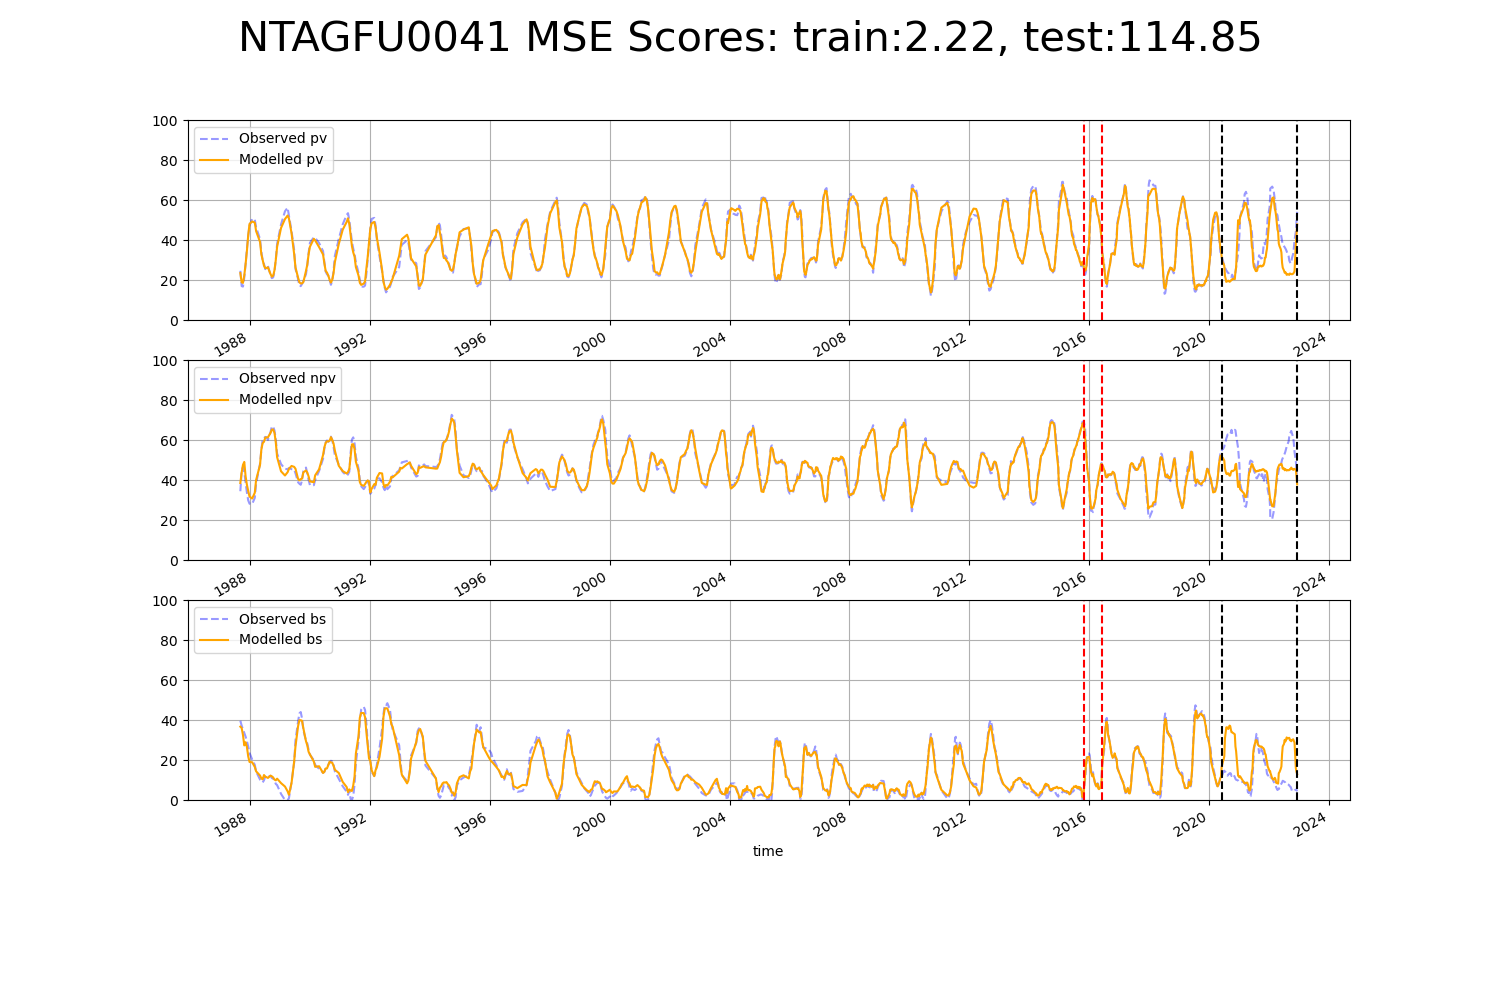 NTAGFU0041 MSE Scores: train:2.22, test:114.85
100
80
60
40
20
0
Observed pv
Modelled pv
1988 1992 1996 2000 2004 2008 2012 2016 2020 2024
100
80
60
40
20
0
Observed npv
Modelled npv
1988 1992 1996 2000 2004 2008 2012 2016 2020 2024
100
80
60
40
20
0
Observed bs
Modelled bs
1988 1992 1996 2000 2004 2008 2012 2016 2020 2024
time